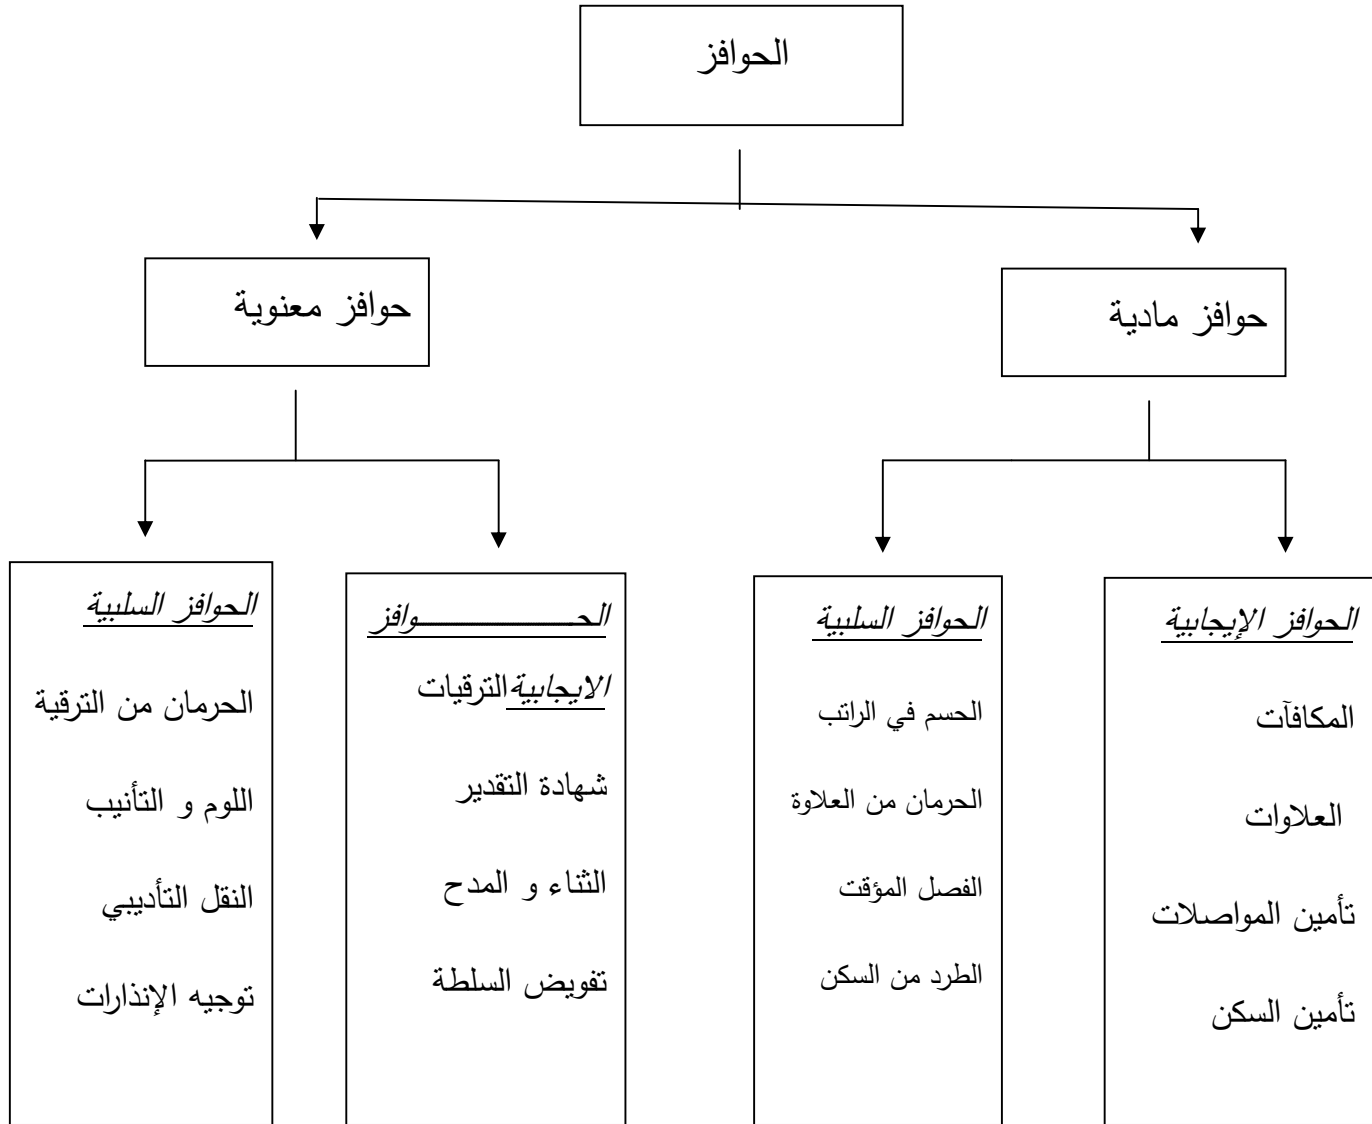 الحوافز
حوافز مادية
حوافز معنوية
الحوافز الإيجابية
المكافآت
العلاوات
تأمين المواصلات
تأمين السكن
الحوافز السلبية
الحسم في الراتب
الحرمان من العلاوة
الفصل المؤقت
الطرد من السكن
الحـــــــــوافز
الايجابية الترقيات
شهادة التقدير
الثناء و المدح
تفويض السلطة
الحوافز السلبية
الحرمان من الترقية
اللوم و التأنيب
النقل التأديبي
توجيه الإنذارات